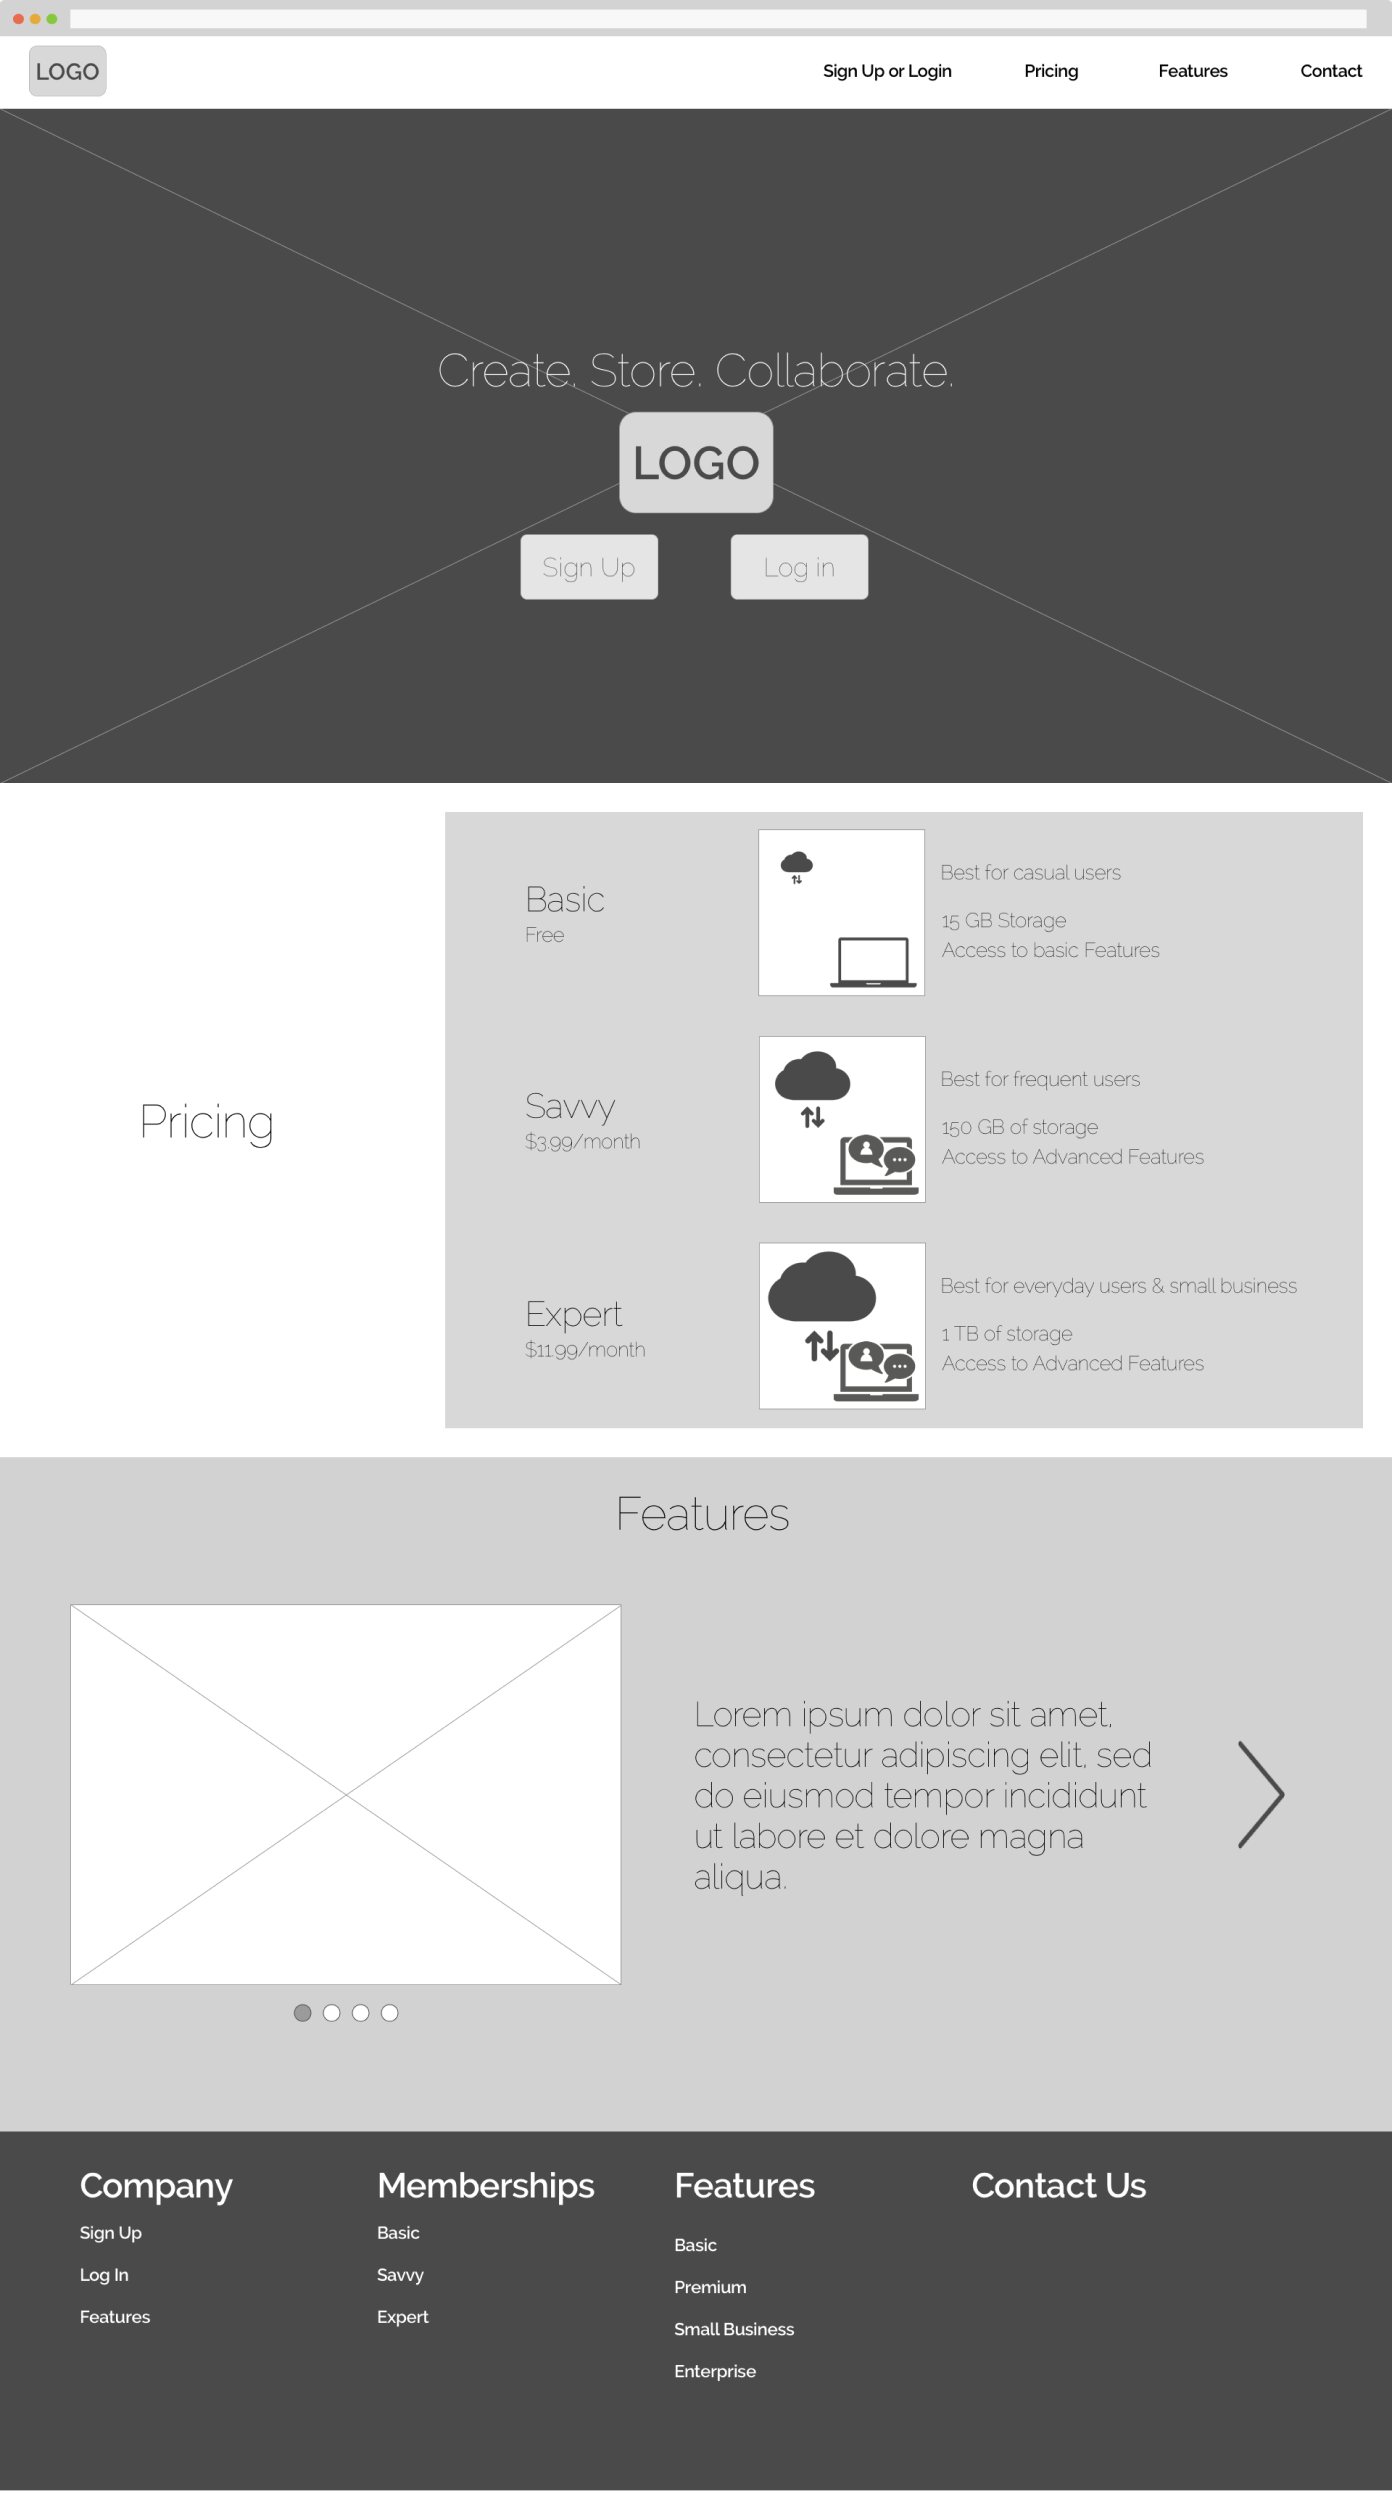 LOGO
Sign Up or Login
Pricing
Features
Contact
Create. Store. Collaborate.
LOGO
Sign Up
Log in
Pricing
Basic
Free
Best for casual users
15 GB Storage
Access to basic Features
Savvy
$3.99/month
Best for frequent users
150 GB of storage
Access to Advanced Features
Expert
$11.99/month
Best for everyday users & small business
1 TB of storage
Access to Advanced Features
Features
Lorem ipsum dolor sit amet,
consectetur adipiscing elit, sed
do eiusmod tempor incididunt
ut labore et dolore magna
aliqua.
Company
Sign Up
Log In
Features
Memberships
Basic
Savvy
Expert
Features
Basic
Premium
Small Business
Enterprise
Contact Us